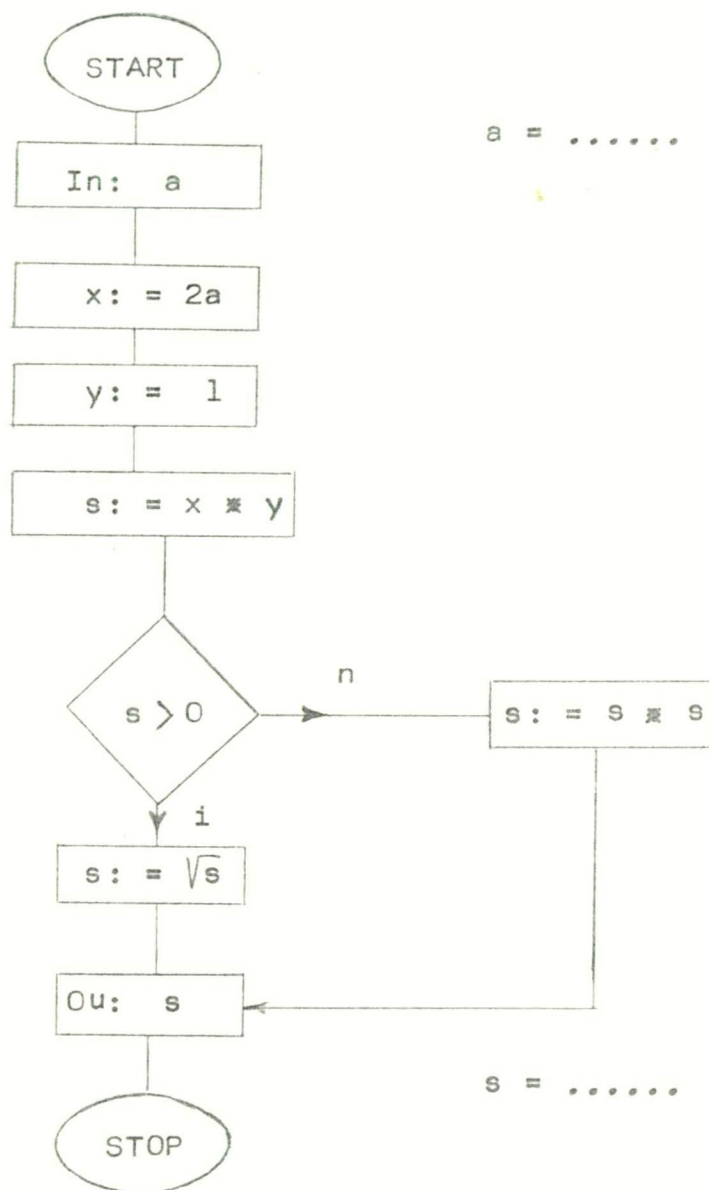 START
a = ......
In: a
x: = 2a
y: = 1
s: = x * y
s > 0
n
s: = s * s
i
s: = √s
Ou: s
s = ......
STOP